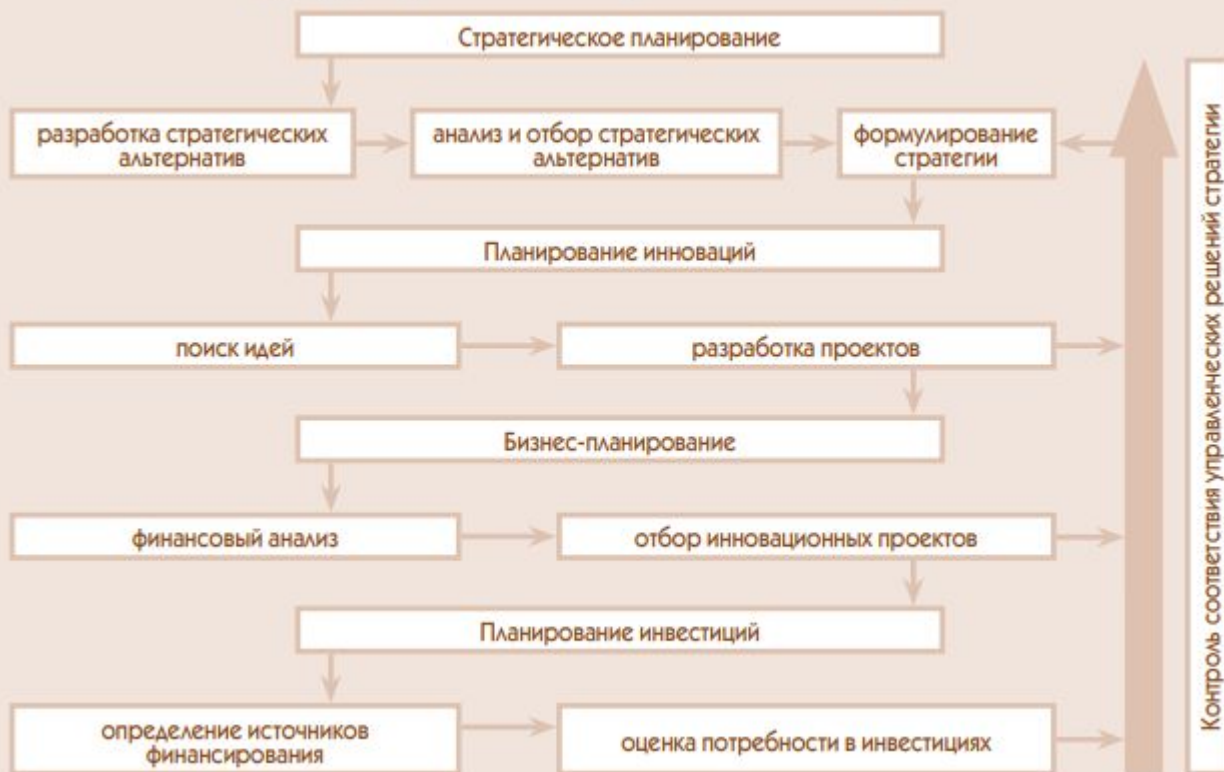 Стратегическое планирование
разработка стратегических
альтернатив
анализ и отбор стратегических
альтернатив
формулирование
стратегии
Планирование инноваций
поиск идей
разработка проектов
Бизнес-планирование
финансовый анализ
отбор инновационных проектов
Планирование инвестиций
определение источников
финансирования
оценка потребности в инвестициях
Контроль соответствия управленческих решений стратегии